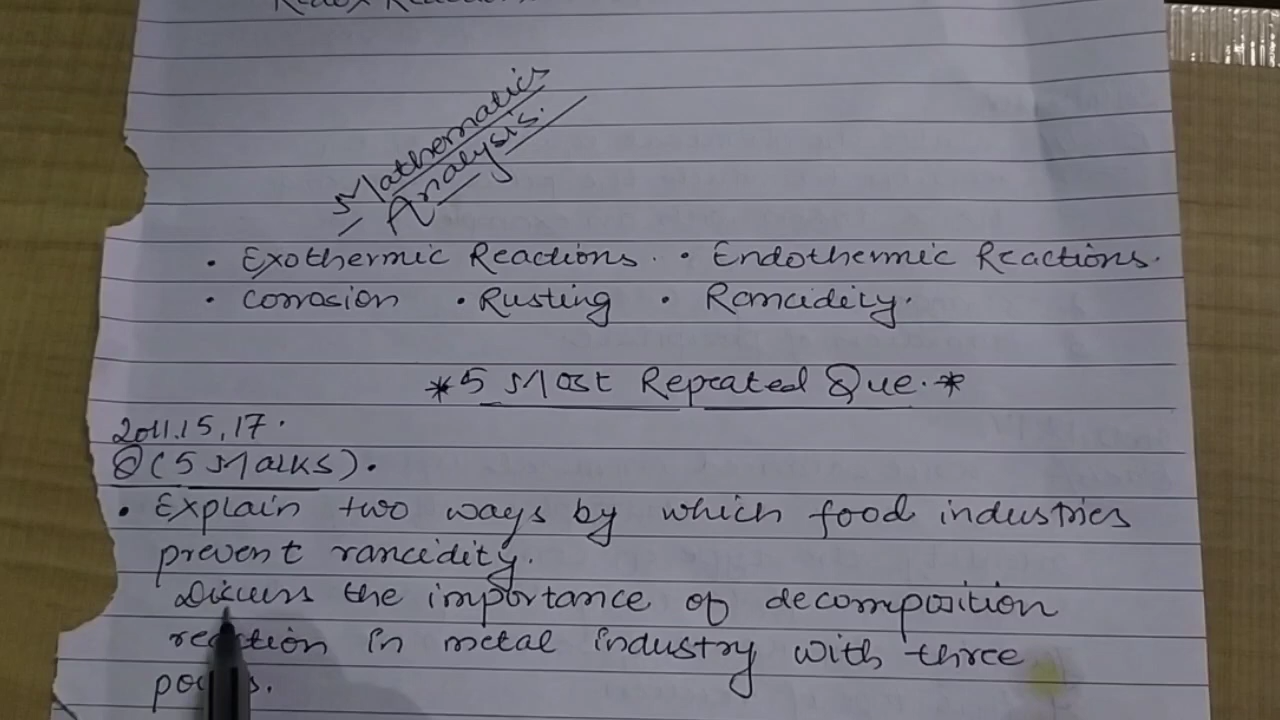 Redox Reactions
Mathematics
Analysis.
• Exothermic Reactions. • Endothermic Reactions.
• Corrosion • Rusting • Rancidity.
*5 Most Repeated Que.*
2011.15,17.
Q(5 Marks).
• Explain two ways by which food industries
prevent rancidity.
Discuss the importance of decomposition
reaction in metal industry with three